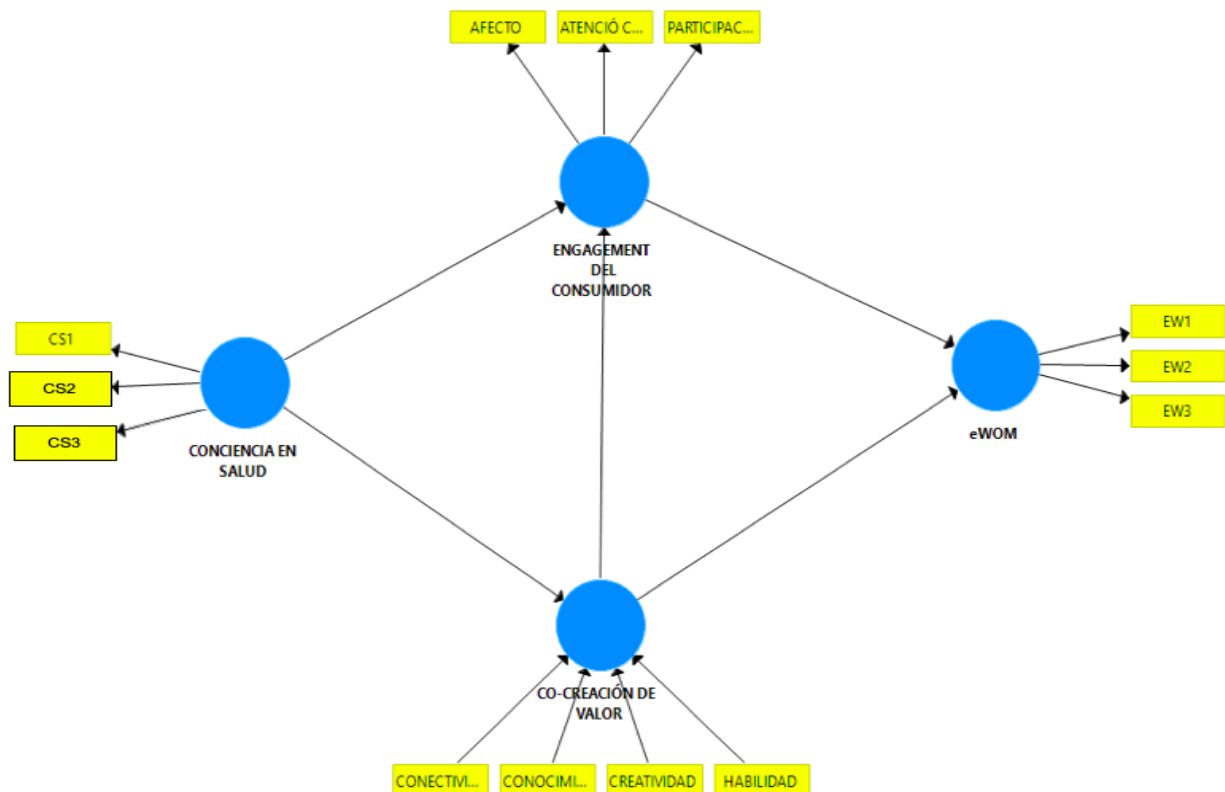 AFECTO
ATENCIÓ C...
PARTICIPAC...
ENGAGEMENT
DEL
CONSUMIDOR
CS1
CS2
CS3
CONCIENCIA EN
SALUD
EW1
EW2
EW3
eWOM
CO-CREACIÓN DE
VALOR
CONECTIVI...
CONOCIMI...
CREATIVIDAD
HABILIDAD